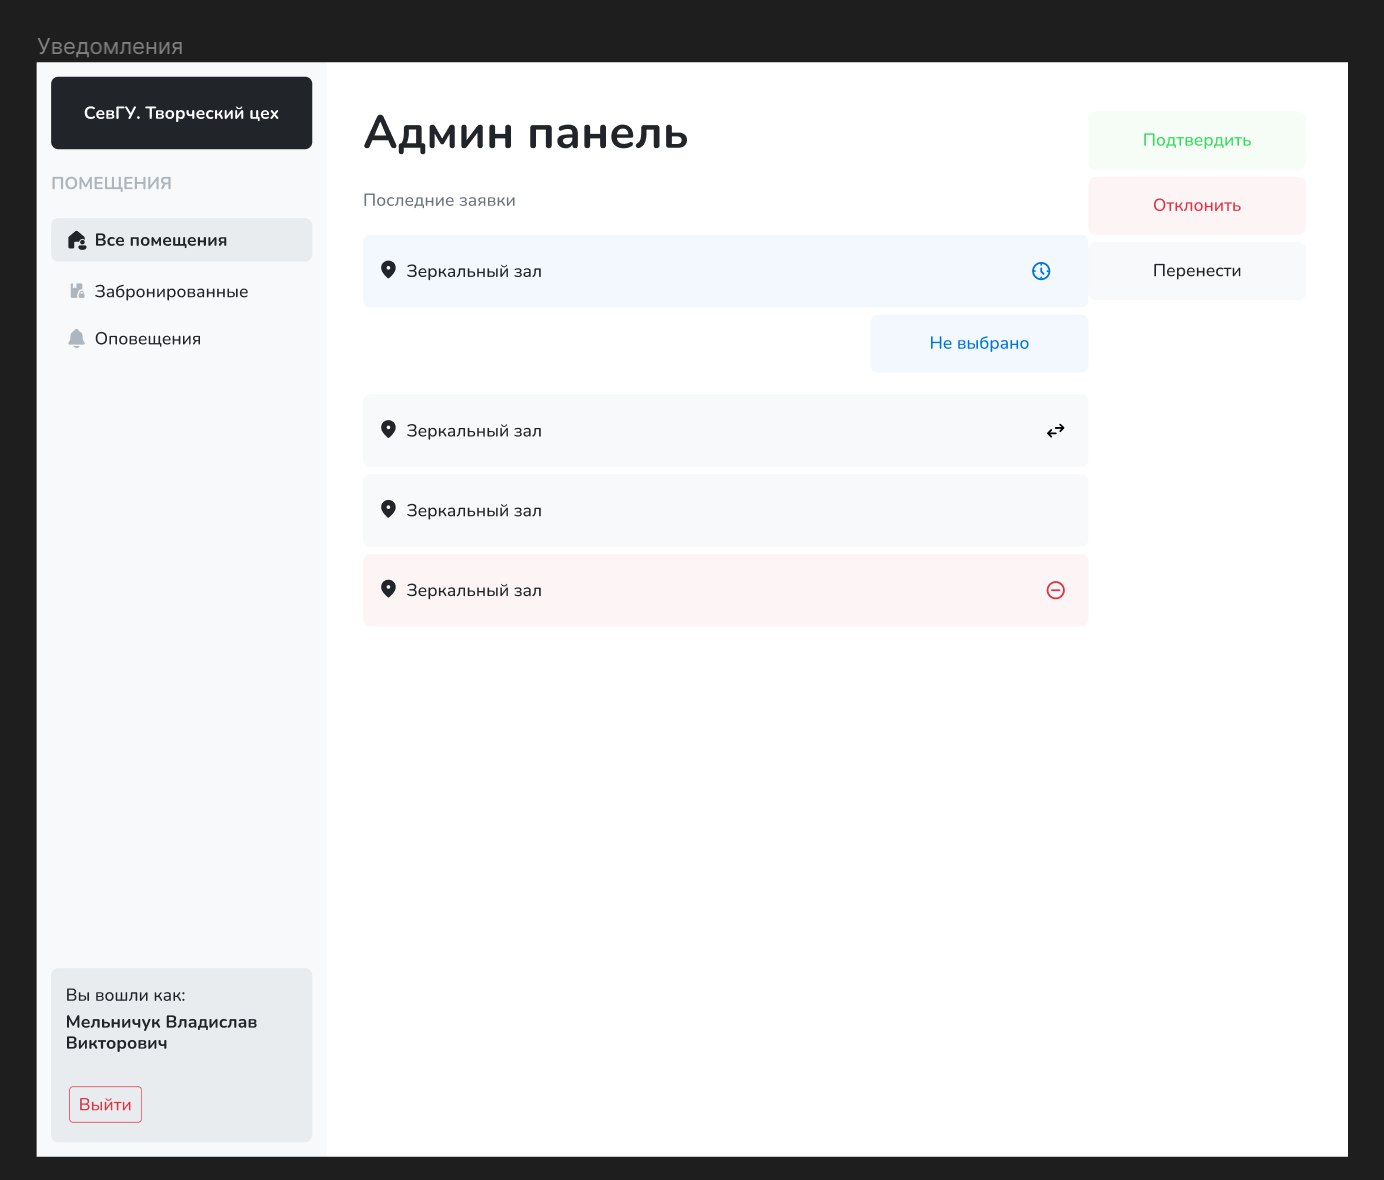 Уведомления
СевГУ. Творческий цех
ПОМЕЩЕНИЯ
Все помещения
Забронированные
Оповещения
Вы вошли как:
Мельничук Владислав
Викторович
Выйти
Админ панель
Последние заявки
Зеркальный зал
Не выбрано
Зеркальный зал
Зеркальный зал
Зеркальный зал
Подтвердить
Отклонить
Перенести